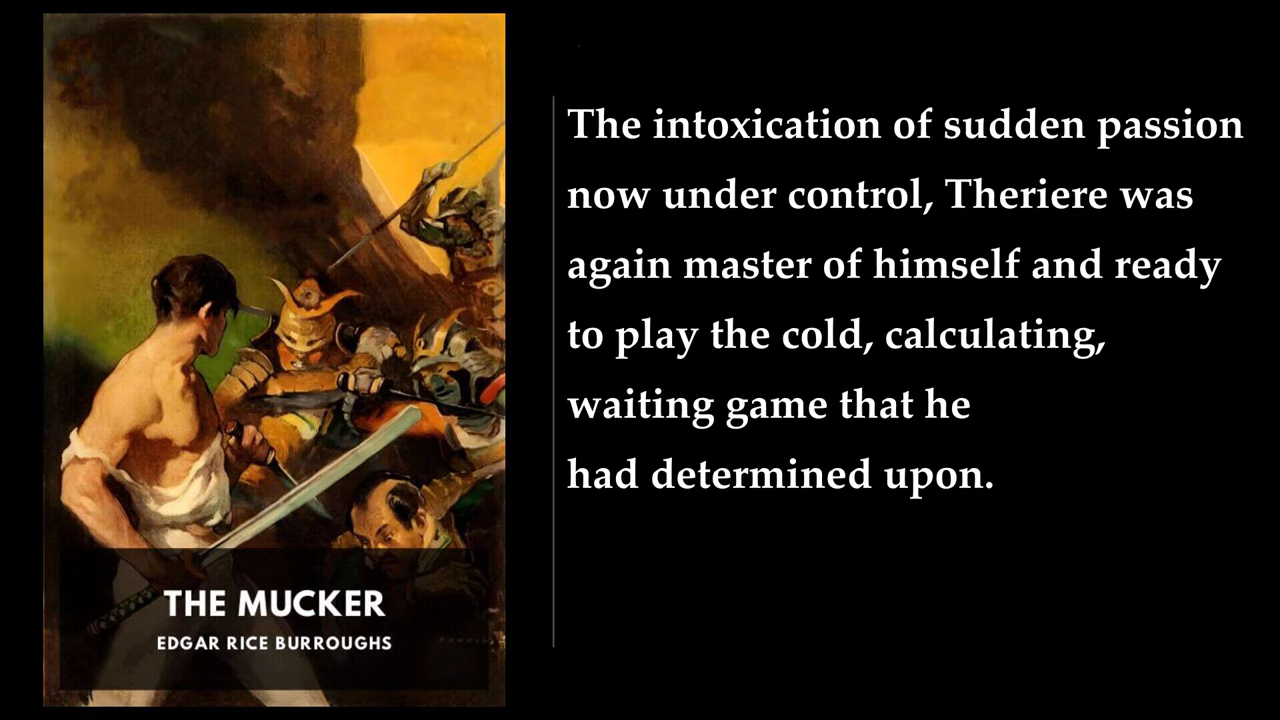 The intoxication of sudden passion
now under control, Theriere was
again master of himself and ready
to play the cold, calculating,
waiting game that he
had determined upon.
THE MUCKER
EDGAR RICE BURROUGHS